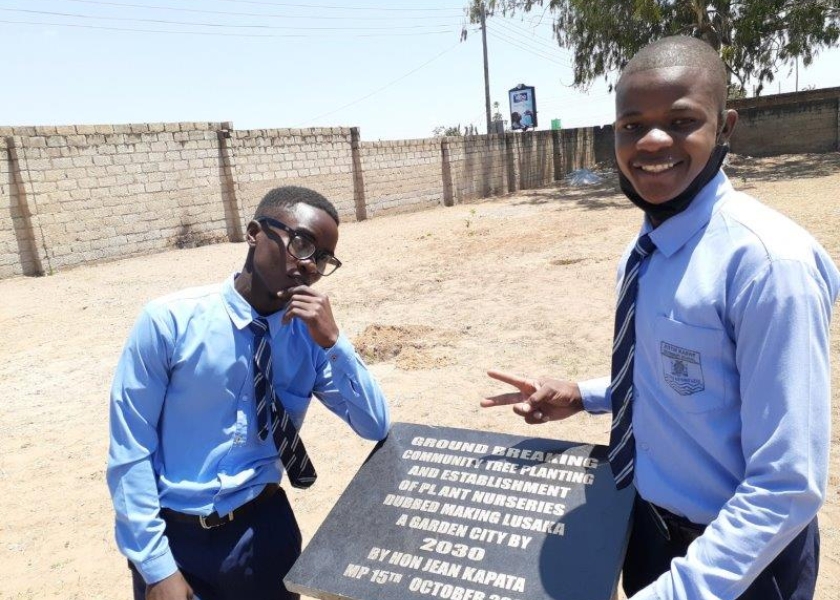 GROUND BREAKING
COMMUNITY TREE PLANTING
AND ESTABLISHMENT
OF PLANT NURSERIES
DUBBED MAKING LUSAKA
A GARDEN CITY BY
2030
BY HON JEAN KAPATA
MP 15TH OCTOBER